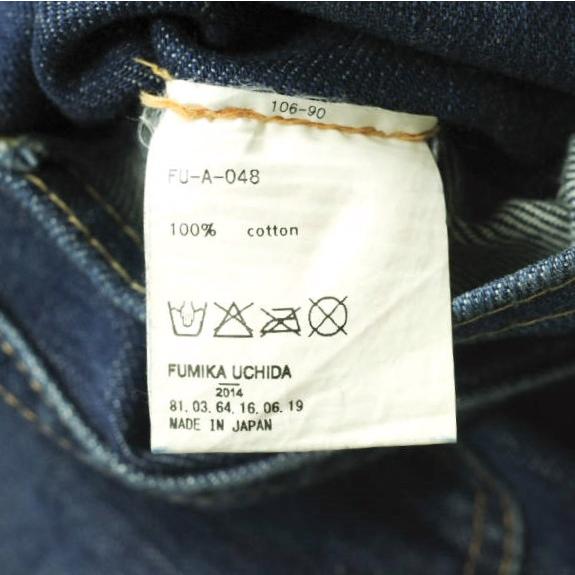 106-90
FU-A-048
100% cotton
FUMIKA UCHIDA
2014
81. 03. 64. 16. 06. 19
MADE IN JAPAN